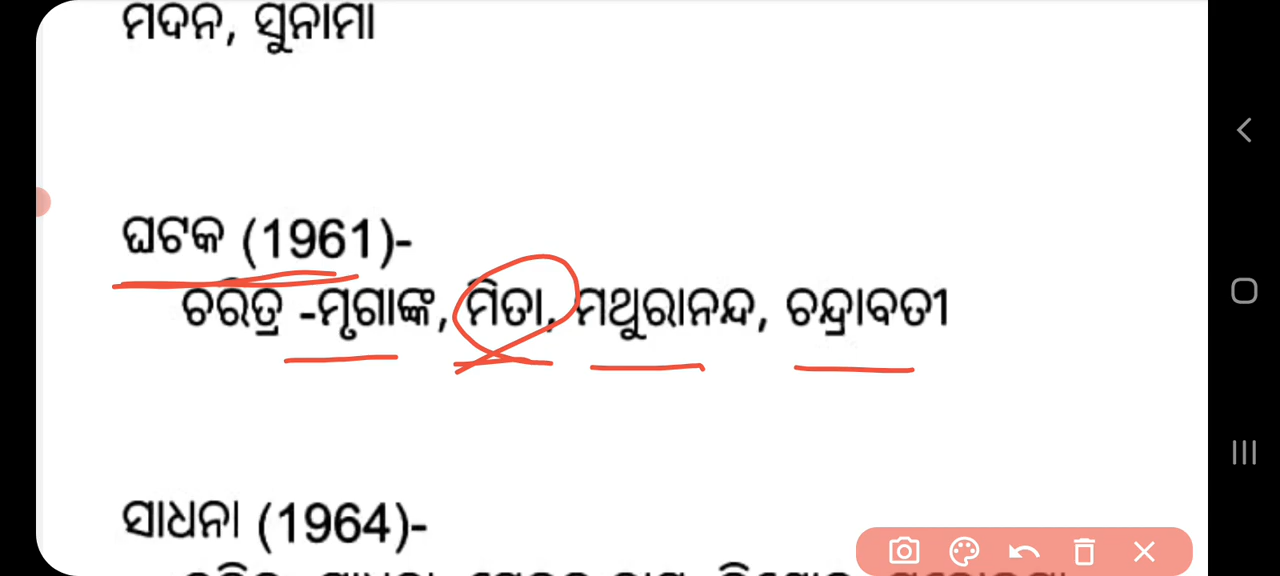 ମଦନ, ସୁନାମା
ଘଟକ (1961)-
ଚରିତ୍ର -ମୃଗାଙ୍କ, ମିତା, ମଥୁରାନନ୍ଦ, ଚନ୍ଦ୍ରାବତୀ
ସାଧନା (1964)-